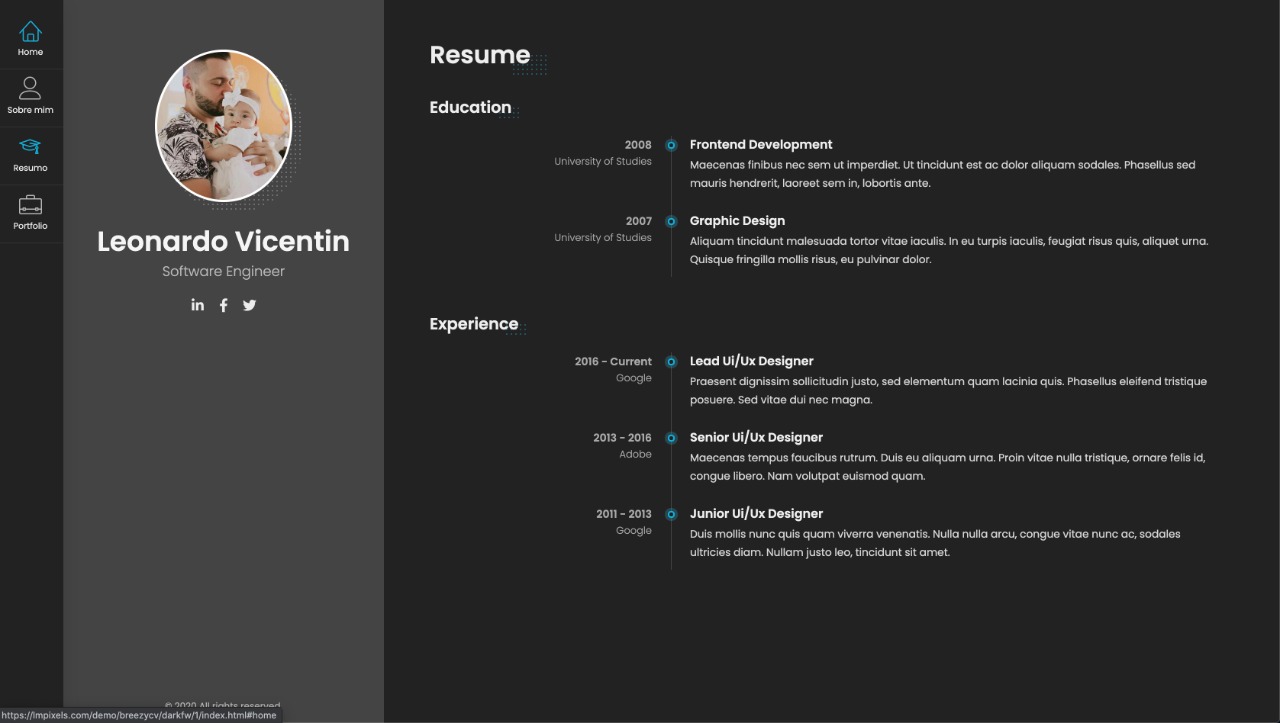 Home
Sobre mim
Resumo
Portfolio
Leonardo Vicentin
Software Engineer
© 2020 All rights reserved
https://lmpixels.com/demo/breezycv/darkfw/1/index.html#home
Resume
Education
2008
University of Studies
Frontend Development
Maecenas finibus nec sem ut imperdiet. Ut tincidunt est ac dolor aliquam sodales. Phasellus sed
mauris hendrerit, laoreet sem in, lobortis ante.
2007
University of Studies
Graphic Design
Aliquam tincidunt malesuada tortor vitae iaculis. In eu turpis iaculis, feugiat risus quis, aliquet urna.
Quisque fringilla mollis risus, eu pulvinar dolor.
Experience
2016 - Current
Google
Lead Ui/Ux Designer
Praesent dignissim sollicitudin justo, sed elementum quam lacinia quis. Phasellus eleifend tristique
posuere. Sed vitae dui nec magna.
2013 - 2016
Adobe
Senior Ui/Ux Designer
Maecenas tempus faucibus rutrum. Duis eu aliquam urna. Proin vitae nulla tristique, ornare felis id,
congue libero. Nam volutpat euismod quam.
2011 - 2013
Google
Junior Ui/Ux Designer
Duis mollis nunc quis quam viverra venenatis. Nulla nulla arcu, congue vitae nunc ac, sodales
ultricies diam. Nullam justo leo, tincidunt sit amet.